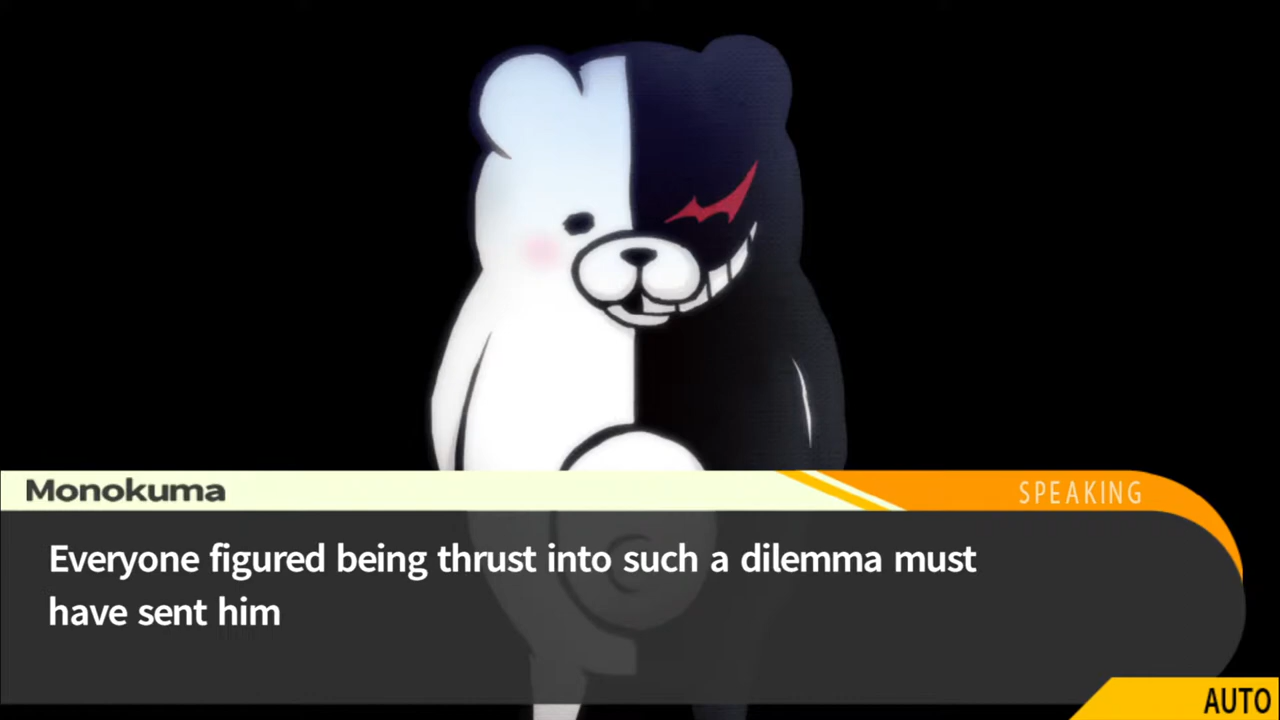 Monokuma
SPEAKING
Everyone figured being thrust into such a dilemma must
have sent him
AUTO